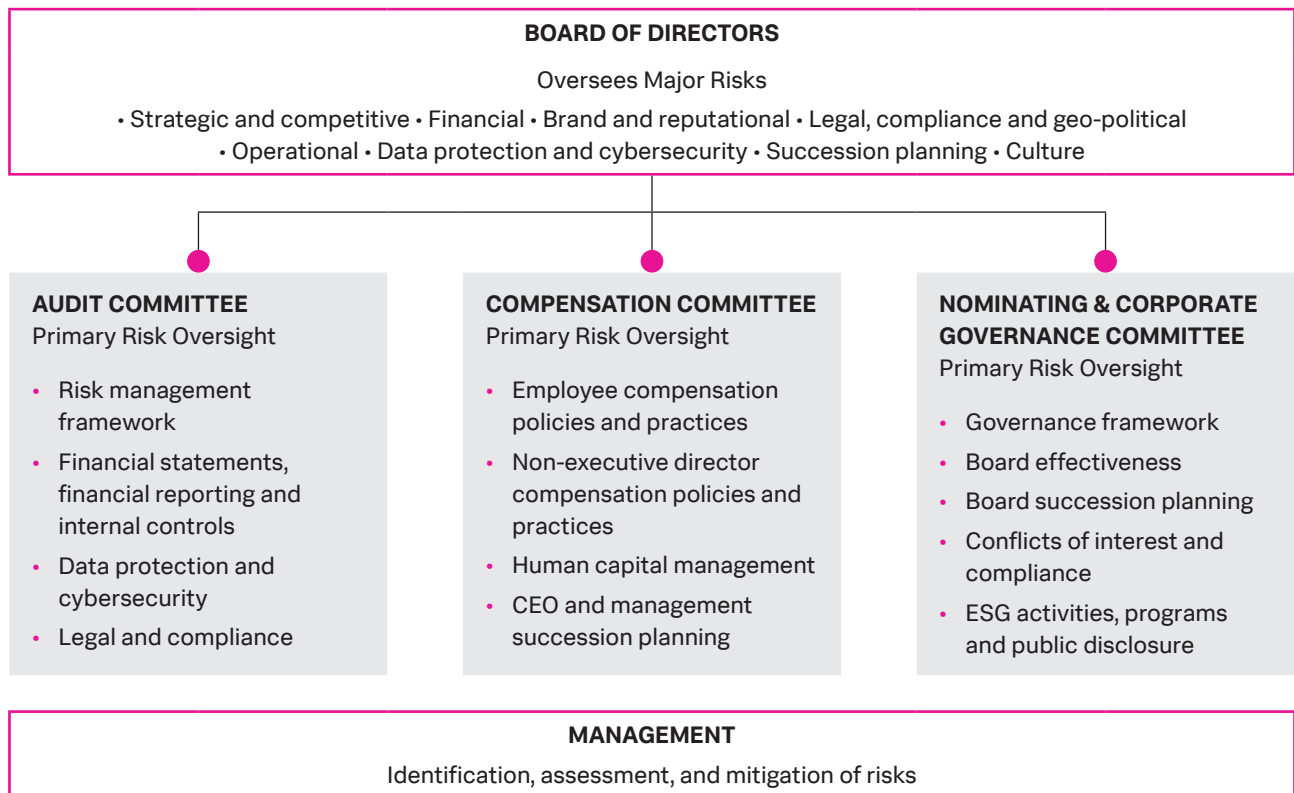 BOARD OF DIRECTORS
Oversees Major Risks
• Strategic and competitive • Financial • Brand and reputational • Legal, compliance and geo-political
• Operational • Data protection and cybersecurity • Succession planning • Culture
AUDIT COMMITTEE
Primary Risk Oversight
• Risk management
framework
• Financial statements,
financial reporting and
internal controls
• Data protection and
cybersecurity
• Legal and compliance
COMPENSATION COMMITTEE
Primary Risk Oversight
• Employee compensation
policies and practices
• Non-executive director
compensation policies and
practices
• Human capital management
• CEO and management
succession planning
NOMINATING & CORPORATE
GOVERNANCE COMMITTEE
Primary Risk Oversight
• Governance framework
• Board effectiveness
• Board succession planning
• Conflicts of interest and
compliance
• ESG activities, programs
and public disclosure
MANAGEMENT
Identification, assessment, and mitigation of risks